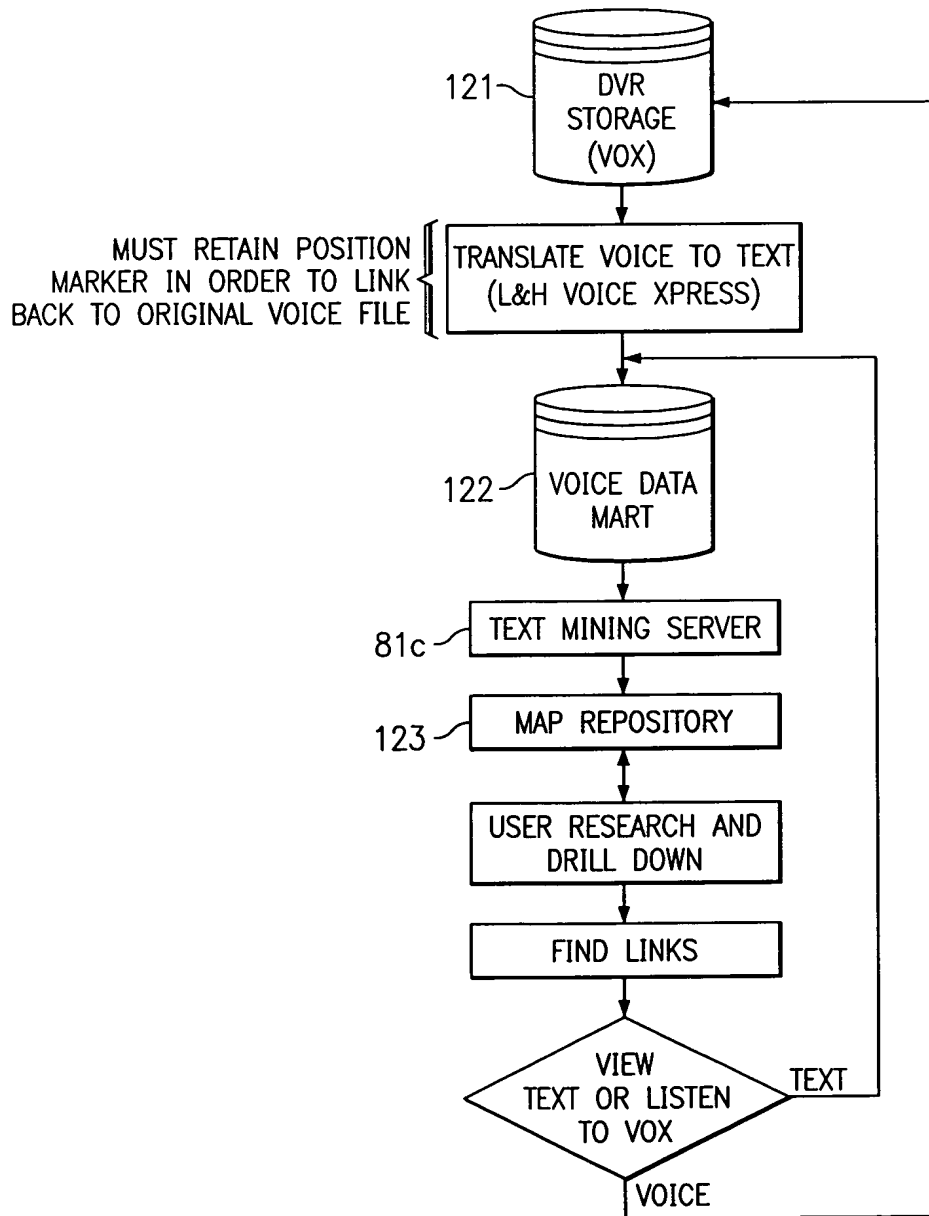 121
DVR
STORAGE
(VOX)
MUST RETAIN POSITION
MARKER IN ORDER TO LINK
BACK TO ORIGINAL VOICE FILE
TRANSLATE VOICE TO TEXT
(L&H VOICE XPRESS)
122
VOICE DATA
MART
81c
TEXT MINING SERVER
123
MAP REPOSITORY
USER RESEARCH AND
DRILL DOWN
FIND LINKS
VIEW
TEXT OR LISTEN
TO VOX
TEXT
VOICE